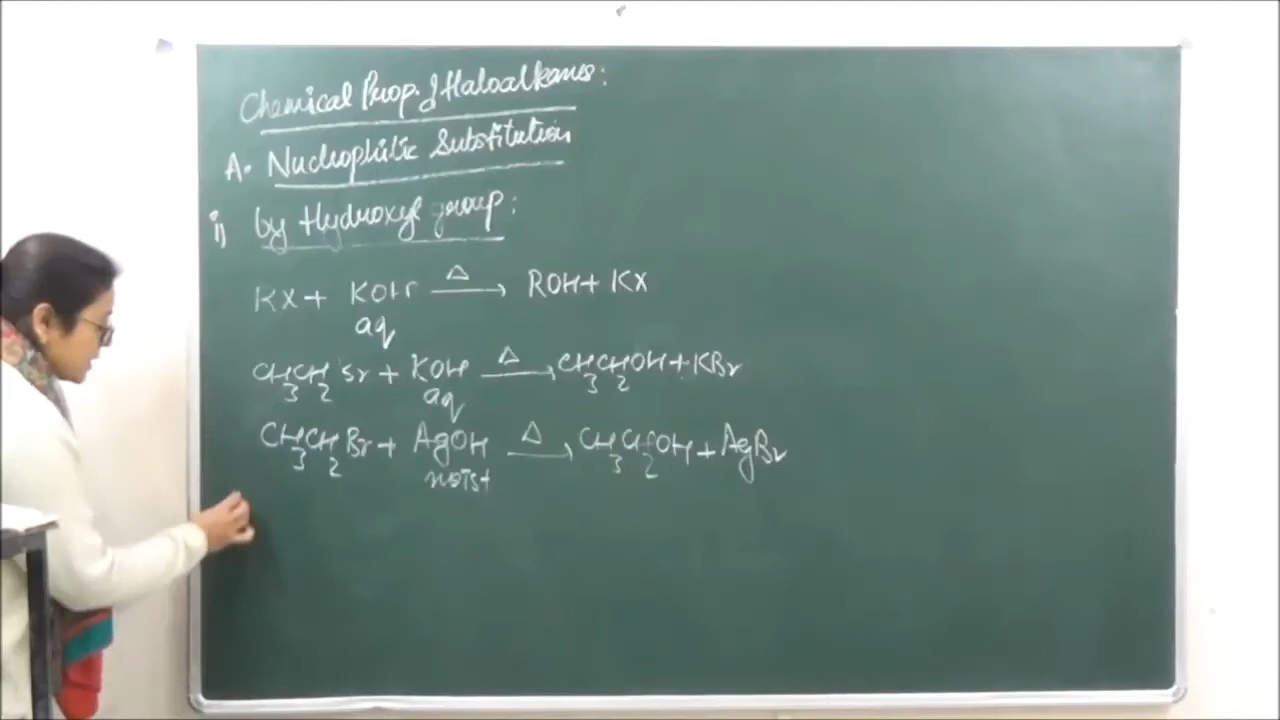 Chemical Prop. of Haloalkanes:
A. Nucleophilic Substitution
i) by Hydroxyl group:
RX + KOH Δ → ROH + KX
aq
CH3CH2Br + KOH Δ → CH3CH2OH + KBr
aq
CH3CH2Br + AgOH Δ → CH3CH2OH + AgBr
moist